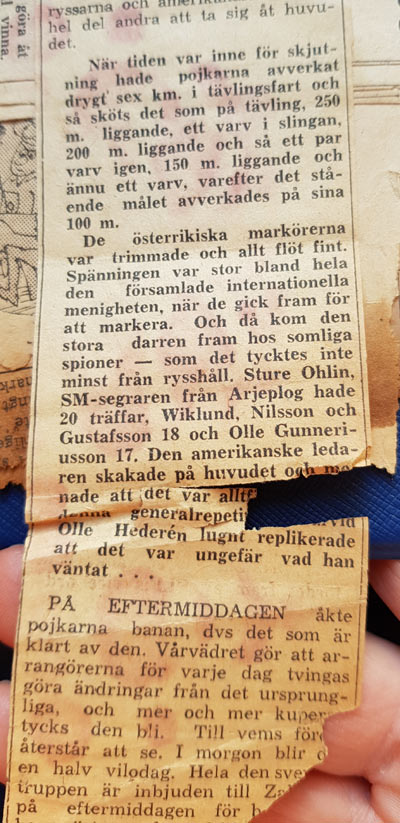 ryssarna och
hel del andra att ta sig åt huvu-
det.
När tiden var inne för skjut-
ning hade pojkarna avverkat
drygt sex km. i tävlingsfart och
så sköts det som på tävling, 250
m. liggande, ett varv i slingan,
200 m. liggande och så ett par
varv igen, 150 m. liggande och
ännu ett varv, varefter det stå-
ende målet avverkades på sina
100 m.
De österrikiska markörerna
var trimmade och allt flöt fint.
Spänningen var stor bland hela
den församlade internationella
menigheten, när de gick fram för
att markera. Och då kom den
stora darren fram hos somliga
spioner — som det tycktes inte
minst från rysshåll. Sture Ohlin,
SM-segraren från Arjeplog hade
20 träffar, Wiklund, Nilsson och
Gustafsson 18 och Olle Gunneri-
usson 17. Den amerikanske leda-
ren skakade på huvudet och
nade att det var
denna
Olle Hederén lugnt replikerade
att det var ungefär vad han
väntat . . .
PÅ EFTERMIDDAGEN åkte
pojkarna banan, dvs det som är
klart av den. Vårvädret gör att ar-
rangörerna för varje dag tvingas
göra ändringar från det ursprung-
liga, och mer och mer
tycks den bli. Till vems
återstår att se. I morgon blir
en halv vilodag. Hela den
truppen är inbjuden till
på eftermiddagen för
göra åt
vinna.